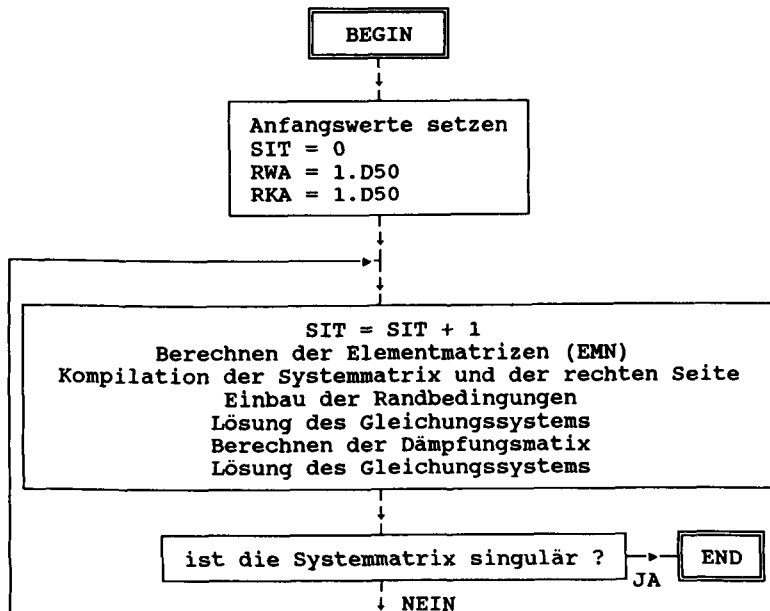 BEGIN
Anfangswerte setzen
SIT = 0
RWA = 1.D50
RKA = 1.D50
SIT = SIT + 1
Berechnen der Elementmatrizen (EMN)
Kompilation der Systemmatrix und der rechten Seite
Einbau der Randbedingungen
Lösung des Gleichungssystems
Berechnen der Dämpfungsmatix
Lösung des Gleichungssystems
ist die Systemmatrix singulär ?
JA
END
NEIN